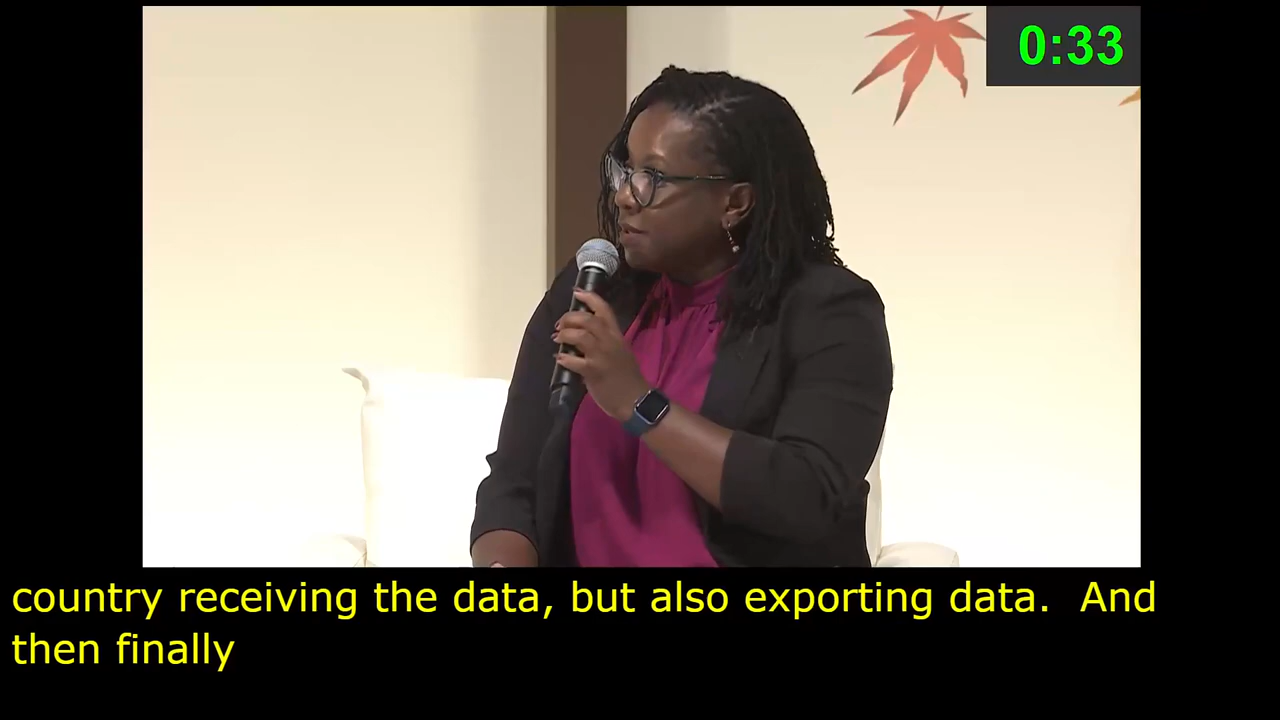 0:33
country receiving the data, but also exporting data.  And
then finally